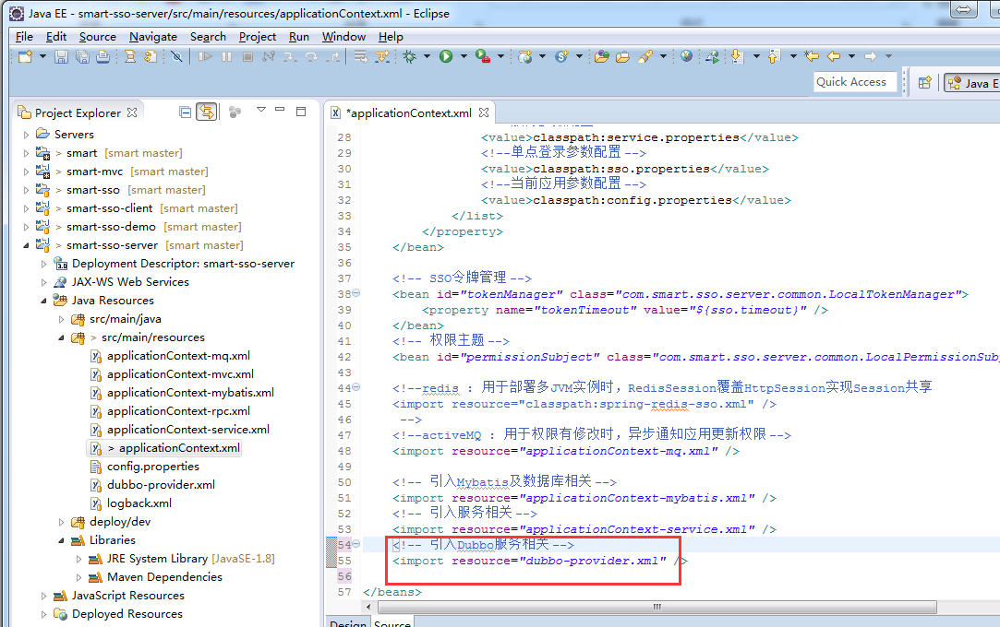 Java EE - smart-sso-server/src/main/resources/applicationContext.xml - Eclipse
File Edit Source Navigate Search Project Run Window Help
Quick Access
Java E
Project Explorer
Servers
> smart [smart master]
> smart-mvc [smart master]
> smart-sso [smart master]
> smart-sso-client [smart master]
> smart-sso-demo [smart master]
> smart-sso-server [smart master]
Deployment Descriptor: smart-sso-server
JAX-WS Web Services
Java Resources
src/main/java
> src/main/resources
applicationContext-mq.xml
applicationContext-mvc.xml
applicationContext-mybatis.xml
applicationContext-rpc.xml
applicationContext-service.xml
> applicationContext.xml
config.properties
dubbo-provider.xml
logback.xml
deploy/dev
Libraries
JRE System Library [JavaSE-1.8]
Maven Dependencies
JavaScript Resources
Deployed Resources
*applicationContext.xml
28 <value>classpath:service.properties</value>
29 <!--单点登录参数配置 -->
30 <value>classpath:sso.properties</value>
31 <!--当前应用参数配置 -->
32 <value>classpath:config.properties</value>
33 </list>
34 </property>
35 </bean>
36
37 <!-- SSO令牌管理 -->
38 <bean id="tokenManager" class="com.smart.sso.server.common.LocalTokenManager">
39 <property name="tokenTimeout" value="${sso.timeout}" />
40 </bean>
41 <!-- 权限主题 -->
42 <bean id="permissionSubject" class="com.smart.sso.server.common.LocalPermissionSubj
43
44 <!--redis : 用于部署多JVM实例时，RedisSession覆盖HttpSession实现Session共享
45 <import resource="classpath:spring-redis-sso.xml" />
46 -->
47 <!--activeMQ : 用于权限有修改时，异步通知应用更新权限 -->
48 <import resource="applicationContext-mq.xml" />
49
50 <!-- 引入Mybatis及数据库相关 -->
51 <import resource="applicationContext-mybatis.xml" />
52 <!-- 引入服务相关 -->
53 <import resource="applicationContext-service.xml" />
54 <!-- 引入Dubbo服务相关 -->
55 <import resource="dubbo-provider.xml" />
56
57 </beans>
Design Source